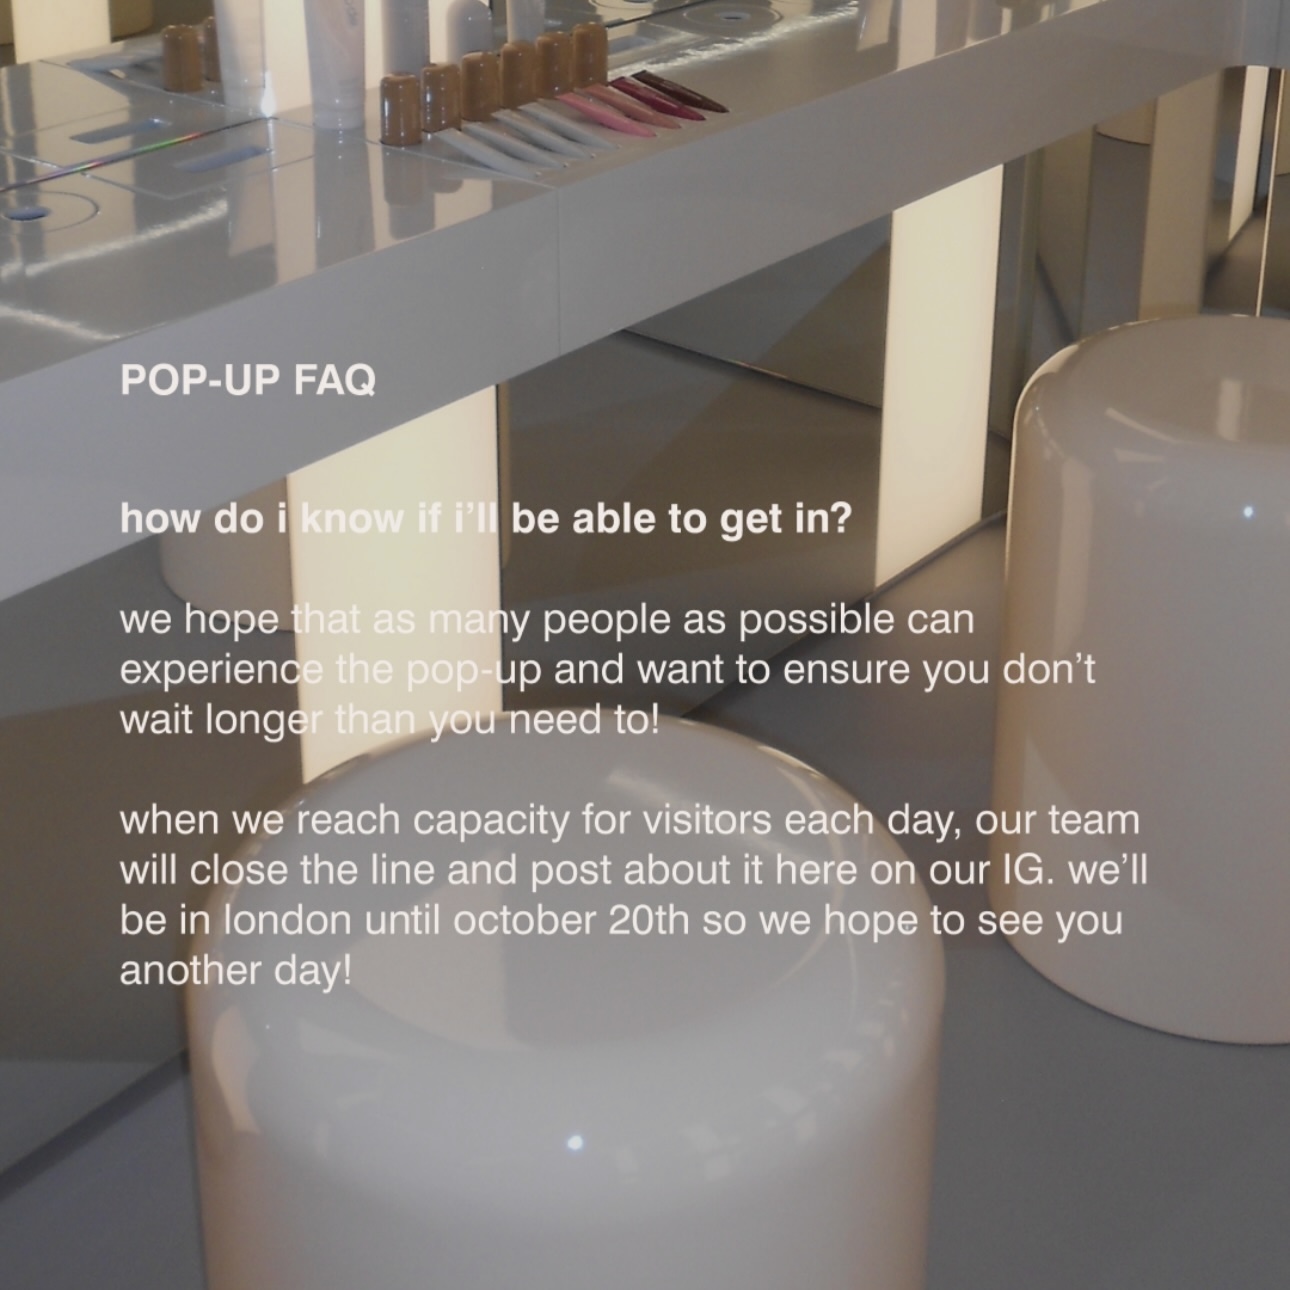 POP-UP FAQ
how do i know if i’ll be able to get in?
we hope that as many people as possible can
experience the pop-up and want to ensure you don’t
wait longer than you need to!
when we reach capacity for visitors each day, our team
will close the line and post about it here on our IG. we’ll
be in london until october 20th so we hope to see you
another day!